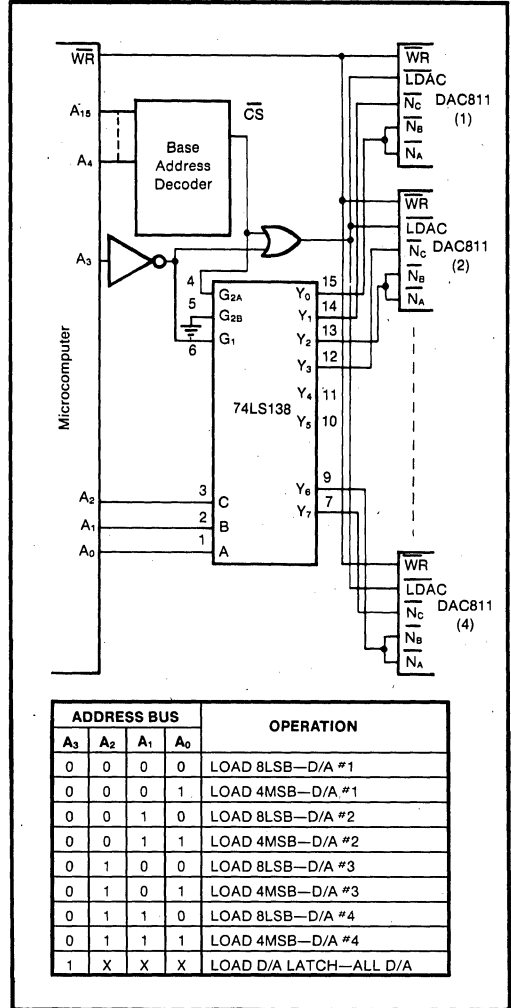 WR
A15
A4
A3
Microcomputer
A2
A1
A0
Base
Address
Decoder
CS
4
5
6
3
2
1
G2A
G2B
G1
74LS138
C
B
A
Y0
Y1
Y2
Y3
Y4
Y5
Y6
Y7
15
14
13
12
11
10
9
7
WR
LDAC
NC
NB
NA
DAC811
(1)
WR
LDAC
NC
NB
NA
DAC811
(2)
WR
LDAC
NC
NB
NA
DAC811
(4)
ADDRESS BUS OPERATION
A3 A2 A1 A0
0 0 0 0 LOAD 8LSB—D/A #1
0 0 0 1 LOAD 4MSB—D/A #1
0 0 1 0 LOAD 8LSB—D/A #2
0 0 1 1 LOAD 4MSB—D/A #2
0 1 0 0 LOAD 8LSB—D/A #3
0 1 0 1 LOAD 4MSB—D/A #3
0 1 1 0 LOAD 8LSB—D/A #4
0 1 1 1 LOAD 4MSB—D/A #4
1 X X X LOAD D/A LATCH—ALL D/A